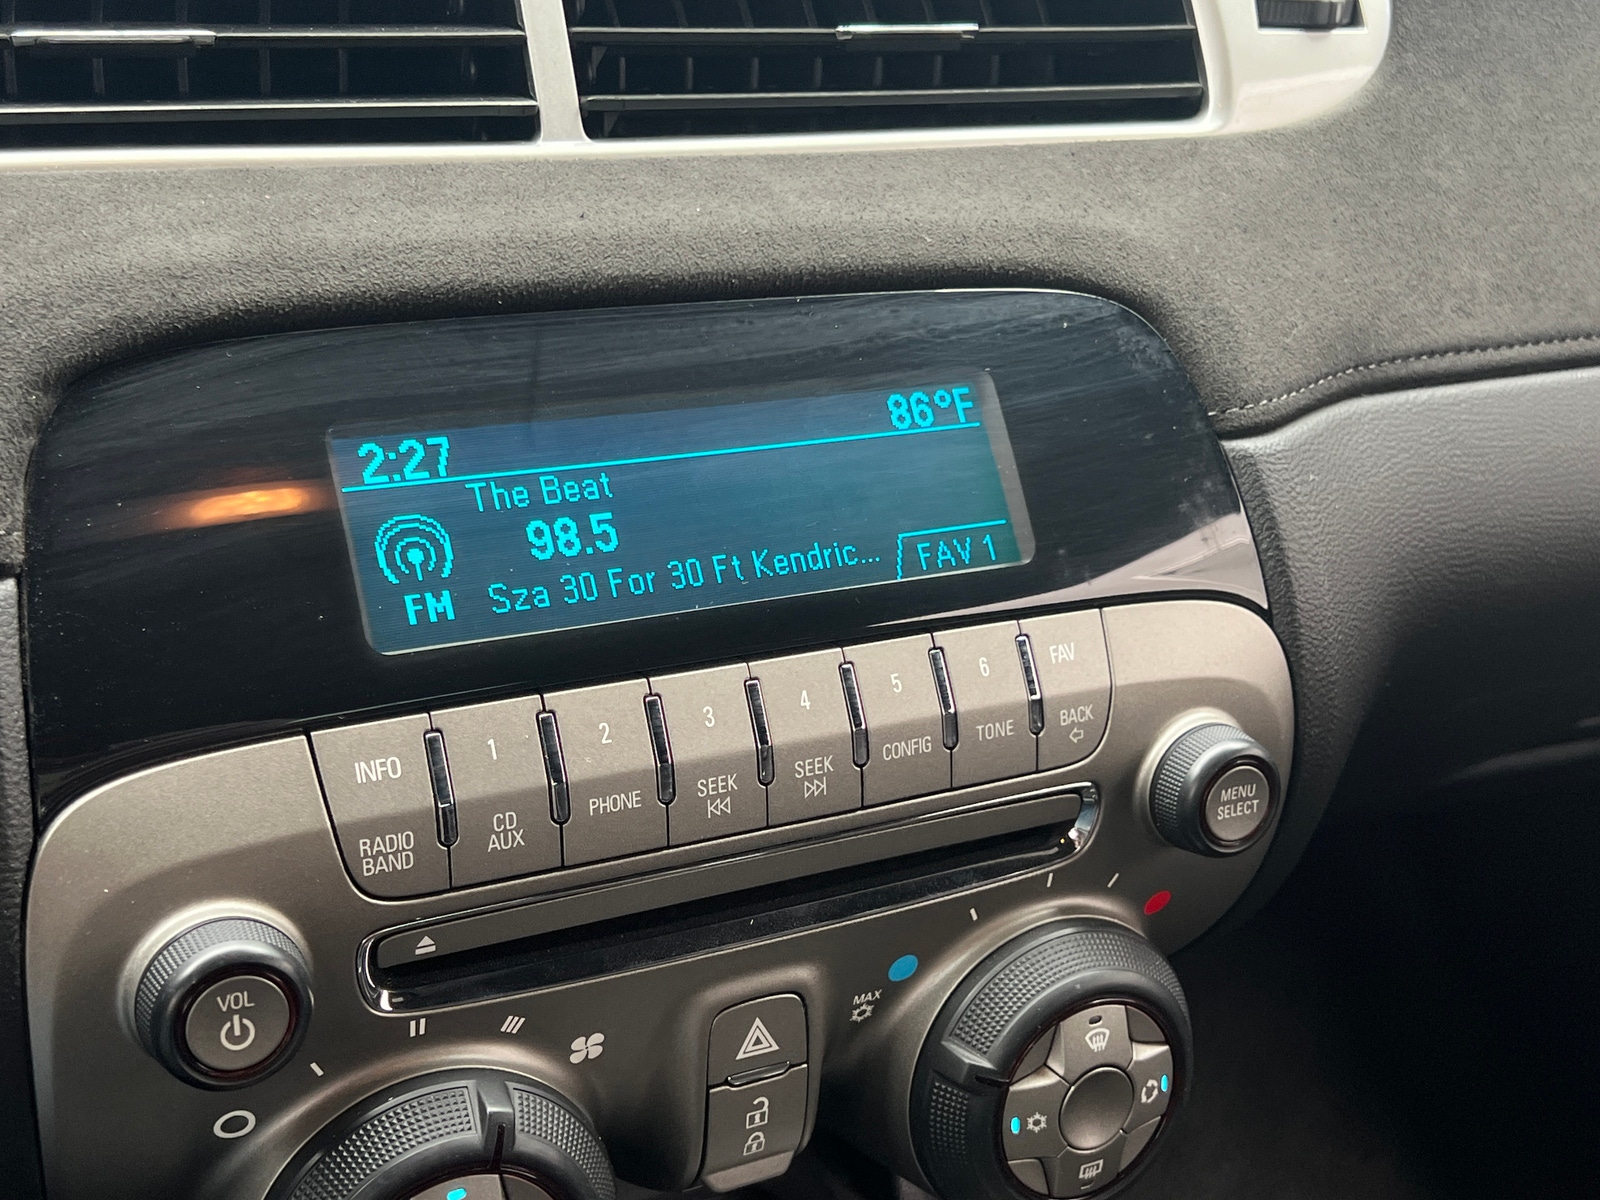 2:27
86°F
The Beat
98.5
FM
Sza 30 For 30 Ft Kendric...
FAV 1
INFO
1
2
3
4
5
6
FAV
RADIO
BAND
CD
AUX
PHONE
SEEK
SEEK
CONFIG
TONE
BACK
MENU
SELECT
VOL
MAX